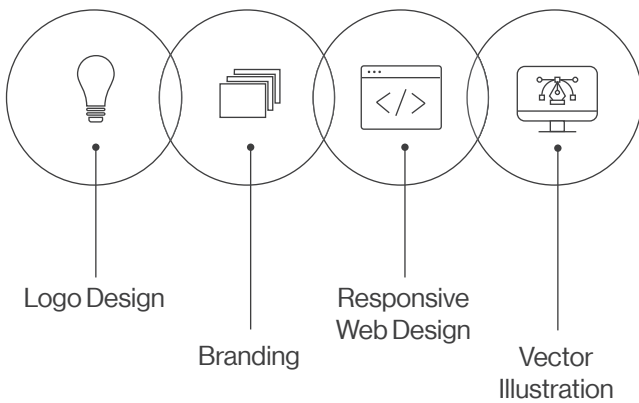 </>
Logo Design
Branding
Responsive
Web Design
Vector
Illustration